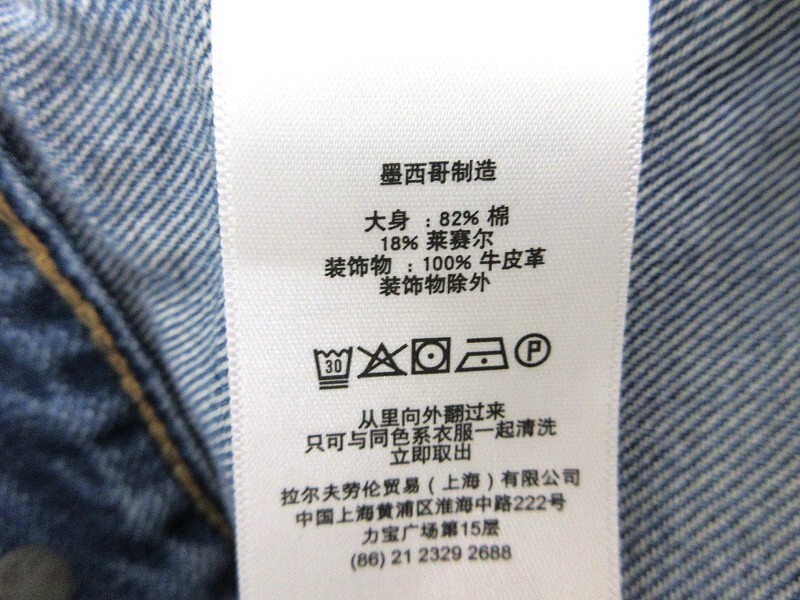 墨西哥制造
大身 : 82% 棉
18% 莱赛尔
装饰物 : 100% 牛皮革
装饰物除外
30 P
从里向外翻过来
只可与同色系衣服一起清洗
立即取出
拉尔夫劳伦贸易(上海)有限公司
中国上海黄浦区淮海中路222号
力宝广场第15层
(86) 21 2329 2688